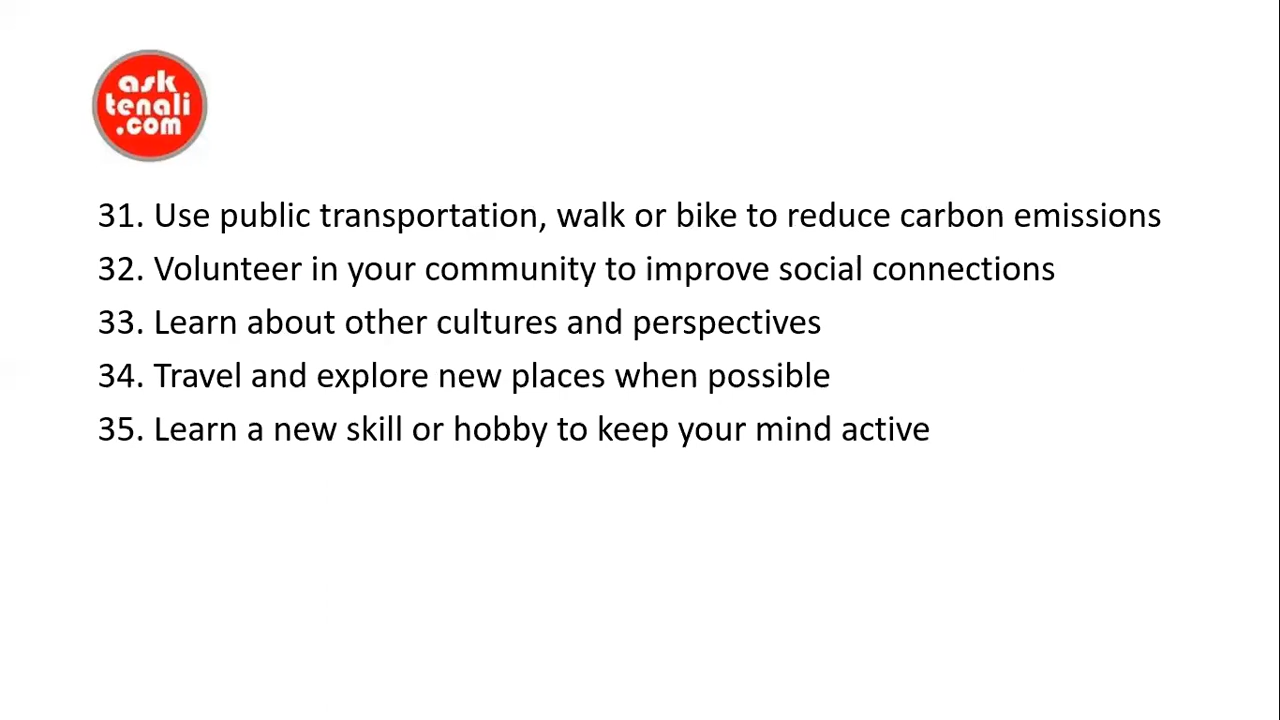 ask
tenali
.com
31. Use public transportation, walk or bike to reduce carbon emissions
32. Volunteer in your community to improve social connections
33. Learn about other cultures and perspectives
34. Travel and explore new places when possible
35. Learn a new skill or hobby to keep your mind active